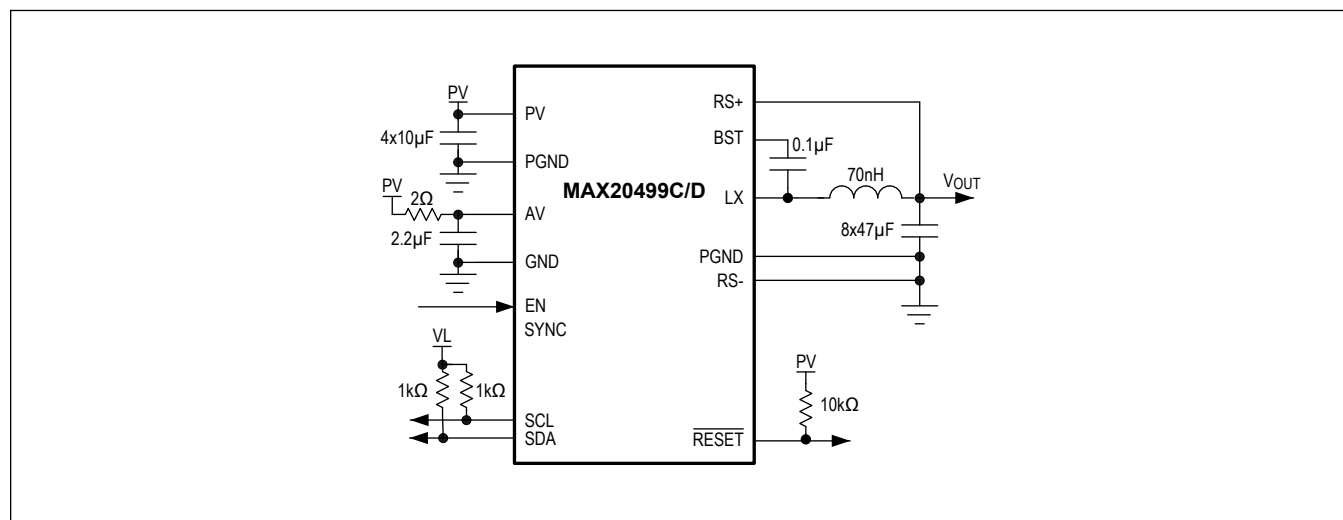 PV
PV
4x10µF
PGND
PV
2Ω
AV
2.2µF
GND
EN
SYNC
VL
1kΩ
1kΩ
SCL
SDA
MAX20499C/D
RS+
BST
0.1µF
70nH
LX
VOUT
8x47µF
PGND
RS-
PV
10kΩ
RESET